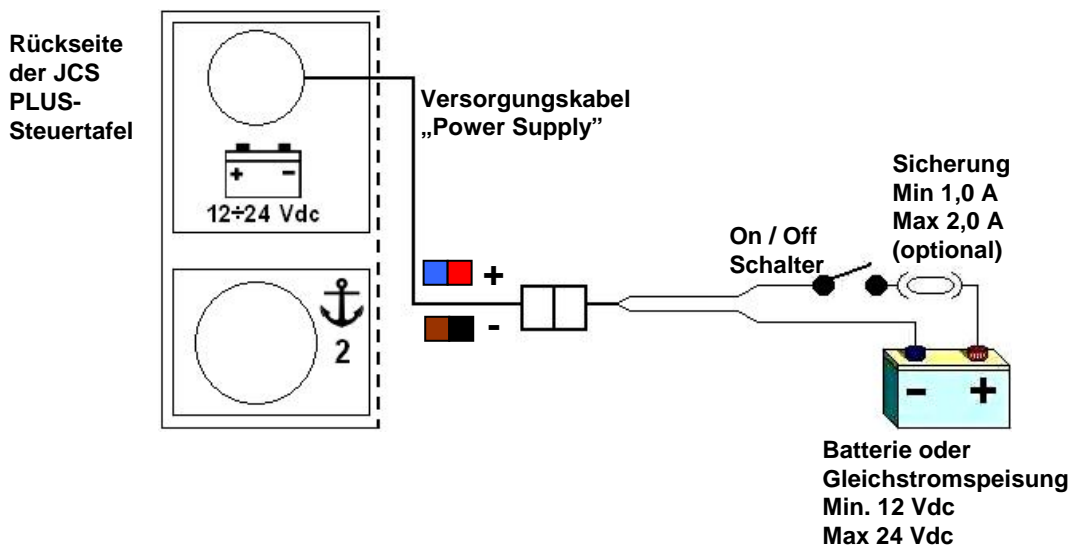 Rückseite
der JCS
PLUS-
Steuertafel
+ -
12÷24 Vdc
2
Versorgungskabel
„Power Supply”
+
-
On / Off
Schalter
Sicherung
Min 1,0 A
Max 2,0 A
(optional)
- +
Batterie oder
Gleichstromspeisung
Min. 12 Vdc
Max 24 Vdc